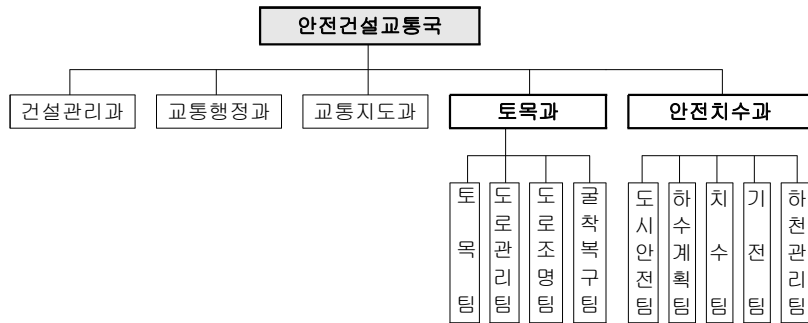 안전건설교통국
건설관리과
교통행정과
교통지도과
토목과
안전치수과
토목팀
도로관리팀
도로조명팀
굴착복구팀
도시안전팀
하수계획팀
치수팀
기전팀
하천관리팀